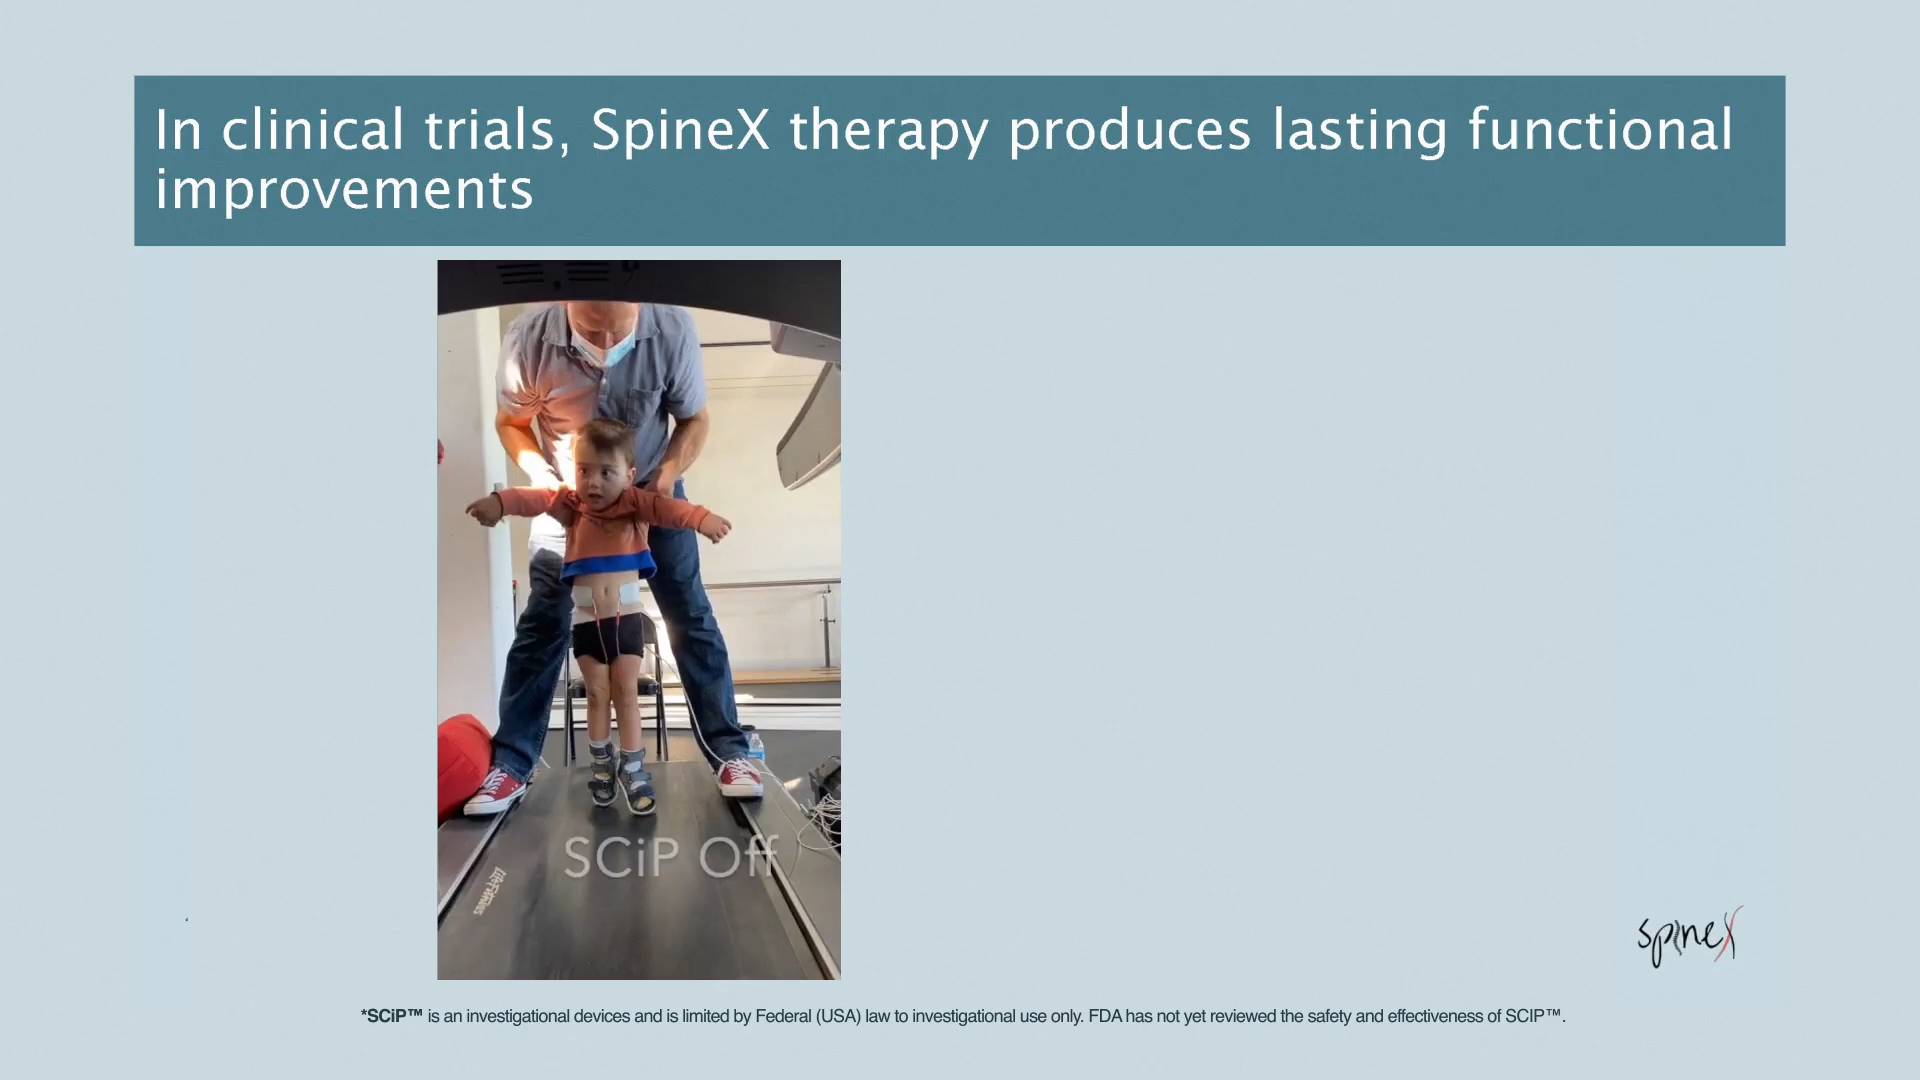 In clinical trials, SpineX therapy produces lasting functional
improvements
SCiP Off
spinex
*SCiP™ is an investigational devices and is limited by Federal (USA) law to investigational use only. FDA has not yet reviewed the safety and effectiveness of SCIP™.